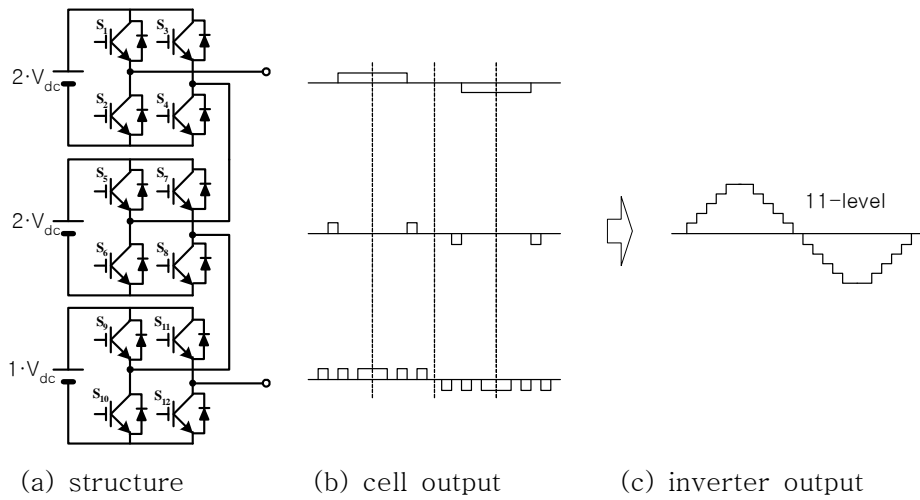 S1 S3
2·Vdc
S2 S4
S5 S7
2·Vdc
S6 S8
S9 S11
1·Vdc
S10 S12
11-level
(a) structure
(b) cell output
(c) inverter output